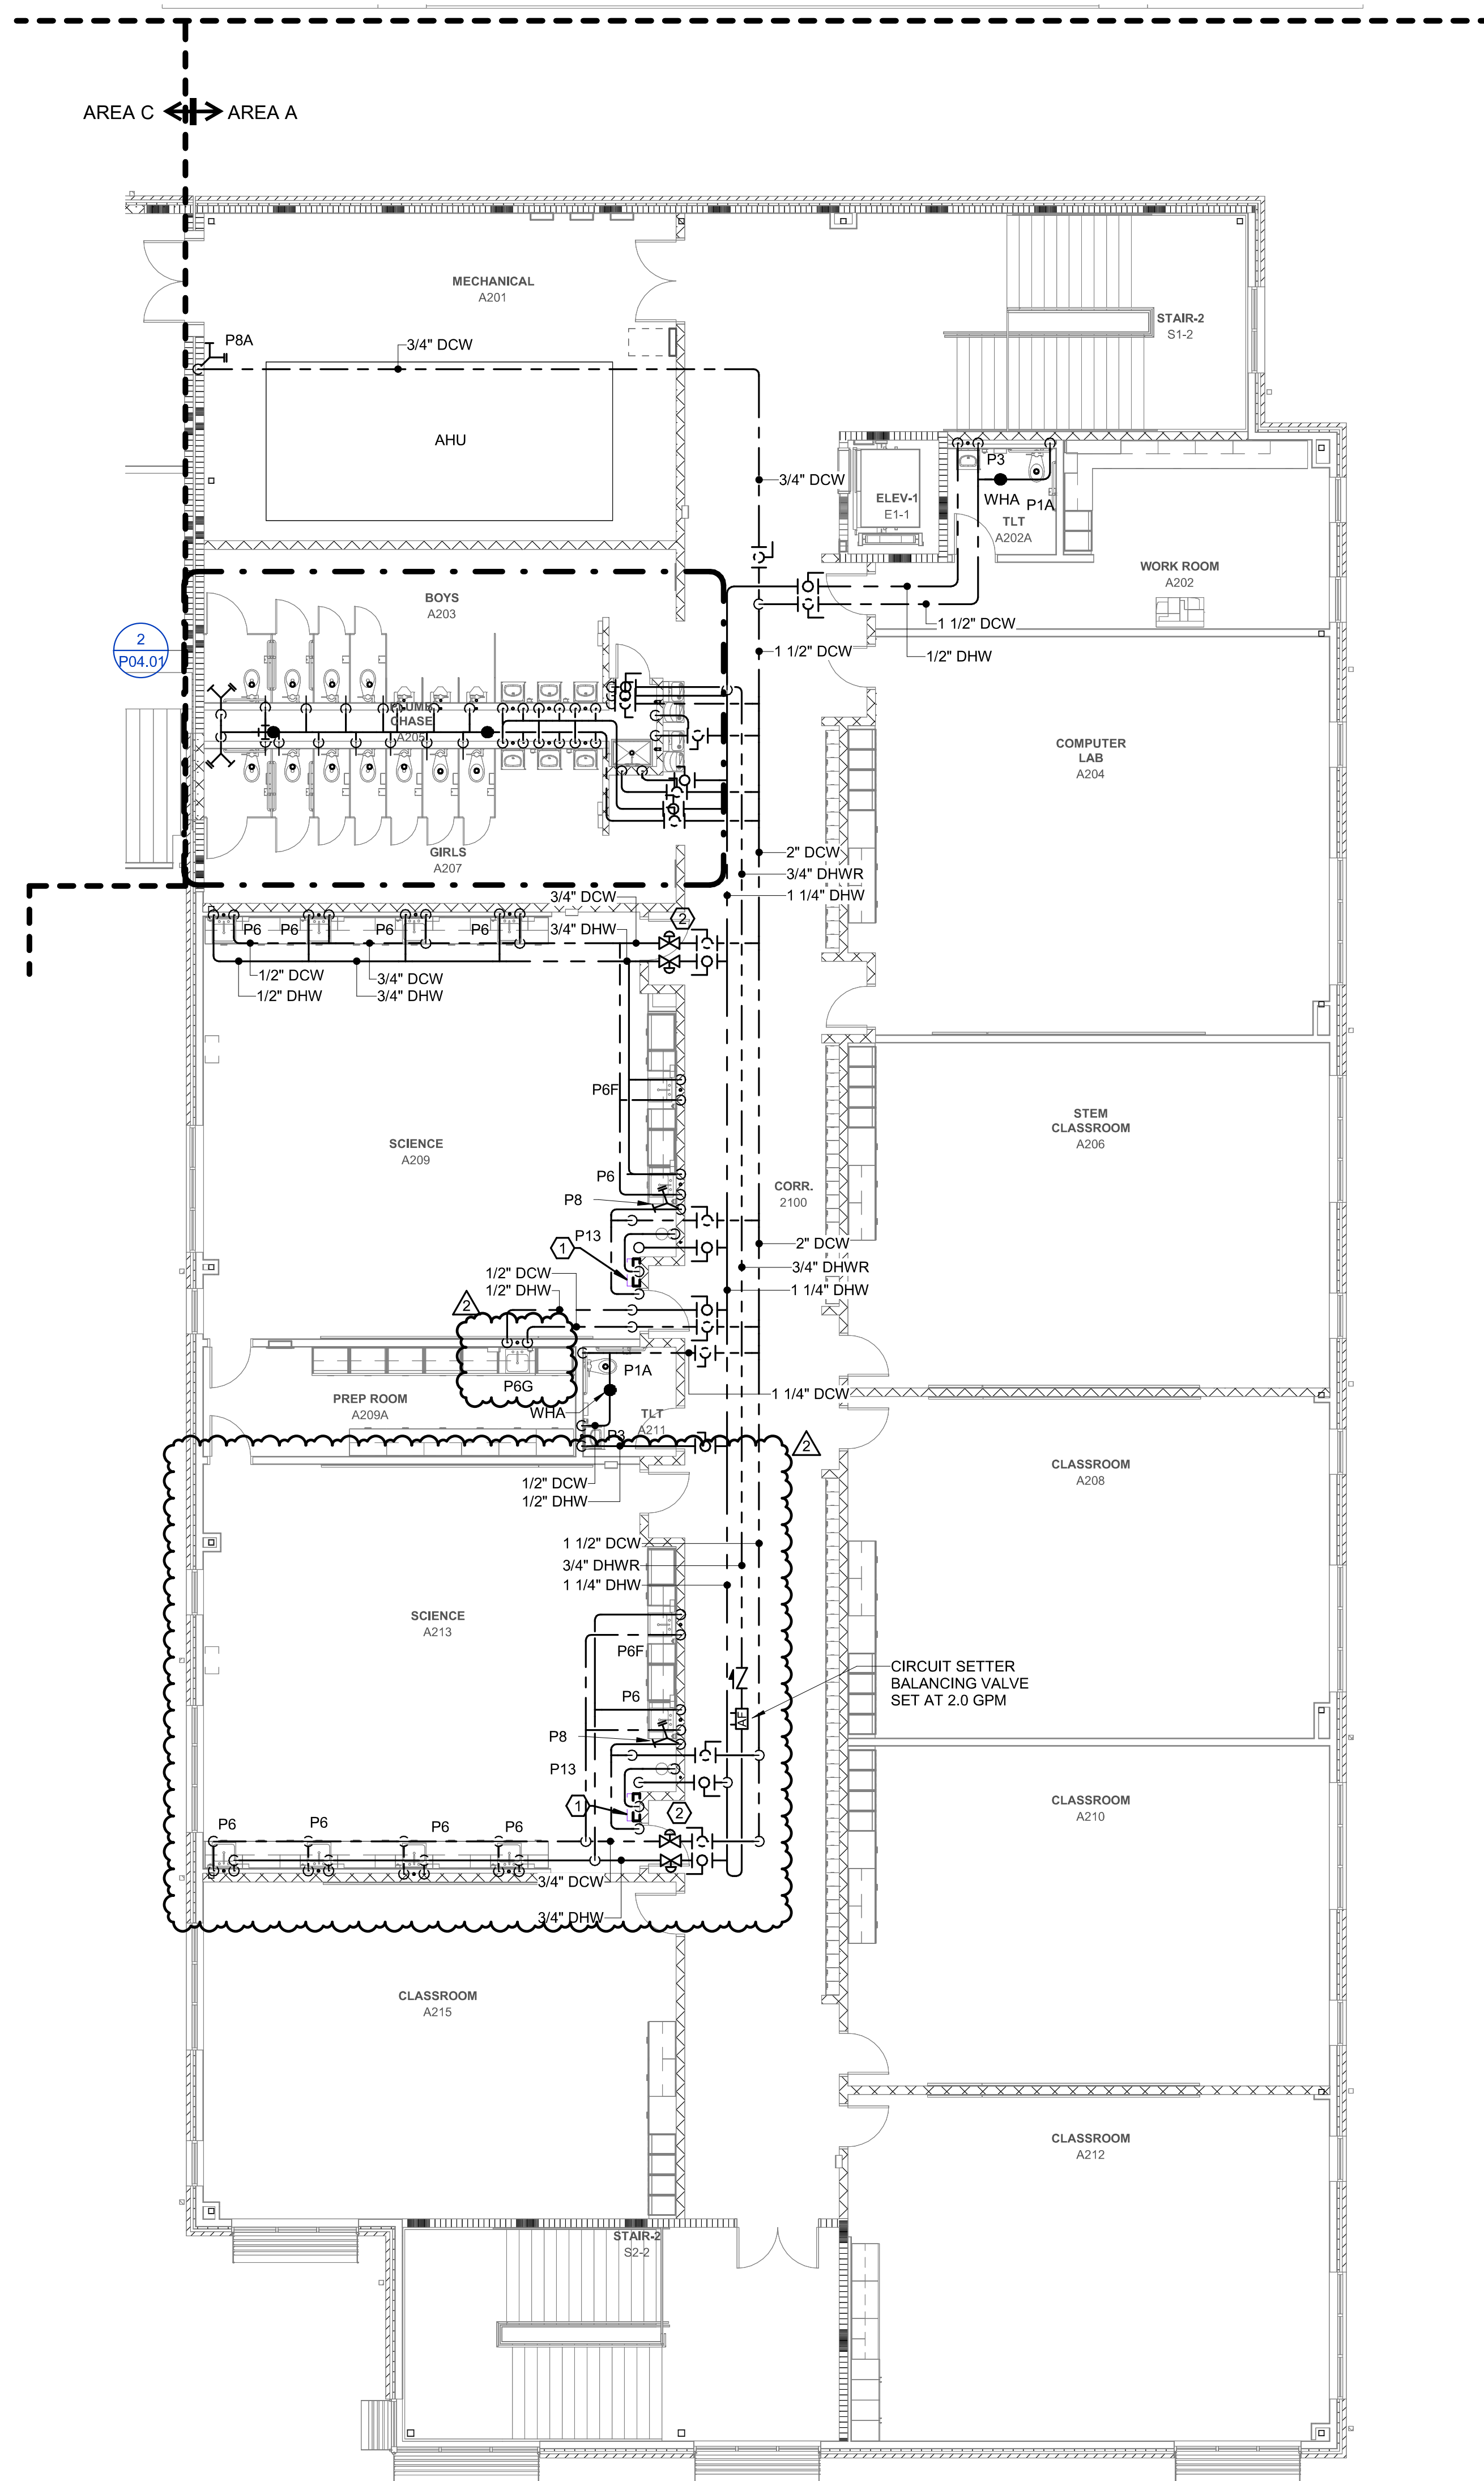 AREA C
AREA A
MECHANICAL
A201
STAIR-2
S1-2
P8A
3/4" DCW
AHU
3/4" DCW
ELEV-1
E1-1
P3
WHA
P1A
TLT
A202A
WORK ROOM
A202
BOYS
A203
2
P04.01
1 1/2" DCW
1/2" DHW
1 1/2" DCW
PLUMB
CHASE
A205
COMPUTER
LAB
A204
GIRLS
A207
2" DCW
3/4" DHWR
1 1/4" DHW
3/4" DCW
3/4" DHW
2
P6
P6
P6
P6
1/2" DCW
1/2" DHW
3/4" DCW
3/4" DHW
P6F
STEM
CLASSROOM
A206
SCIENCE
A209
P6
P8
CORR.
2100
P13
1
2" DCW
3/4" DHWR
1 1/4" DHW
1/2" DCW
1/2" DHW
2
P6G
P1A
PREP ROOM
A209A
WHA
1 1/4" DCW
TLT
A211
P3
2
1/2" DCW
1/2" DHW
CLASSROOM
A208
1 1/2" DCW
3/4" DHWR
1 1/4" DHW
SCIENCE
A213
P6F
P6
P8
P13
CIRCUIT SETTER
BALANCING VALVE
SET AT 2.0 GPM
AF
1
2
P6
P6
P6
P6
3/4" DCW
3/4" DHW
CLASSROOM
A210
CLASSROOM
A215
CLASSROOM
A212
STAIR-2
S2-2